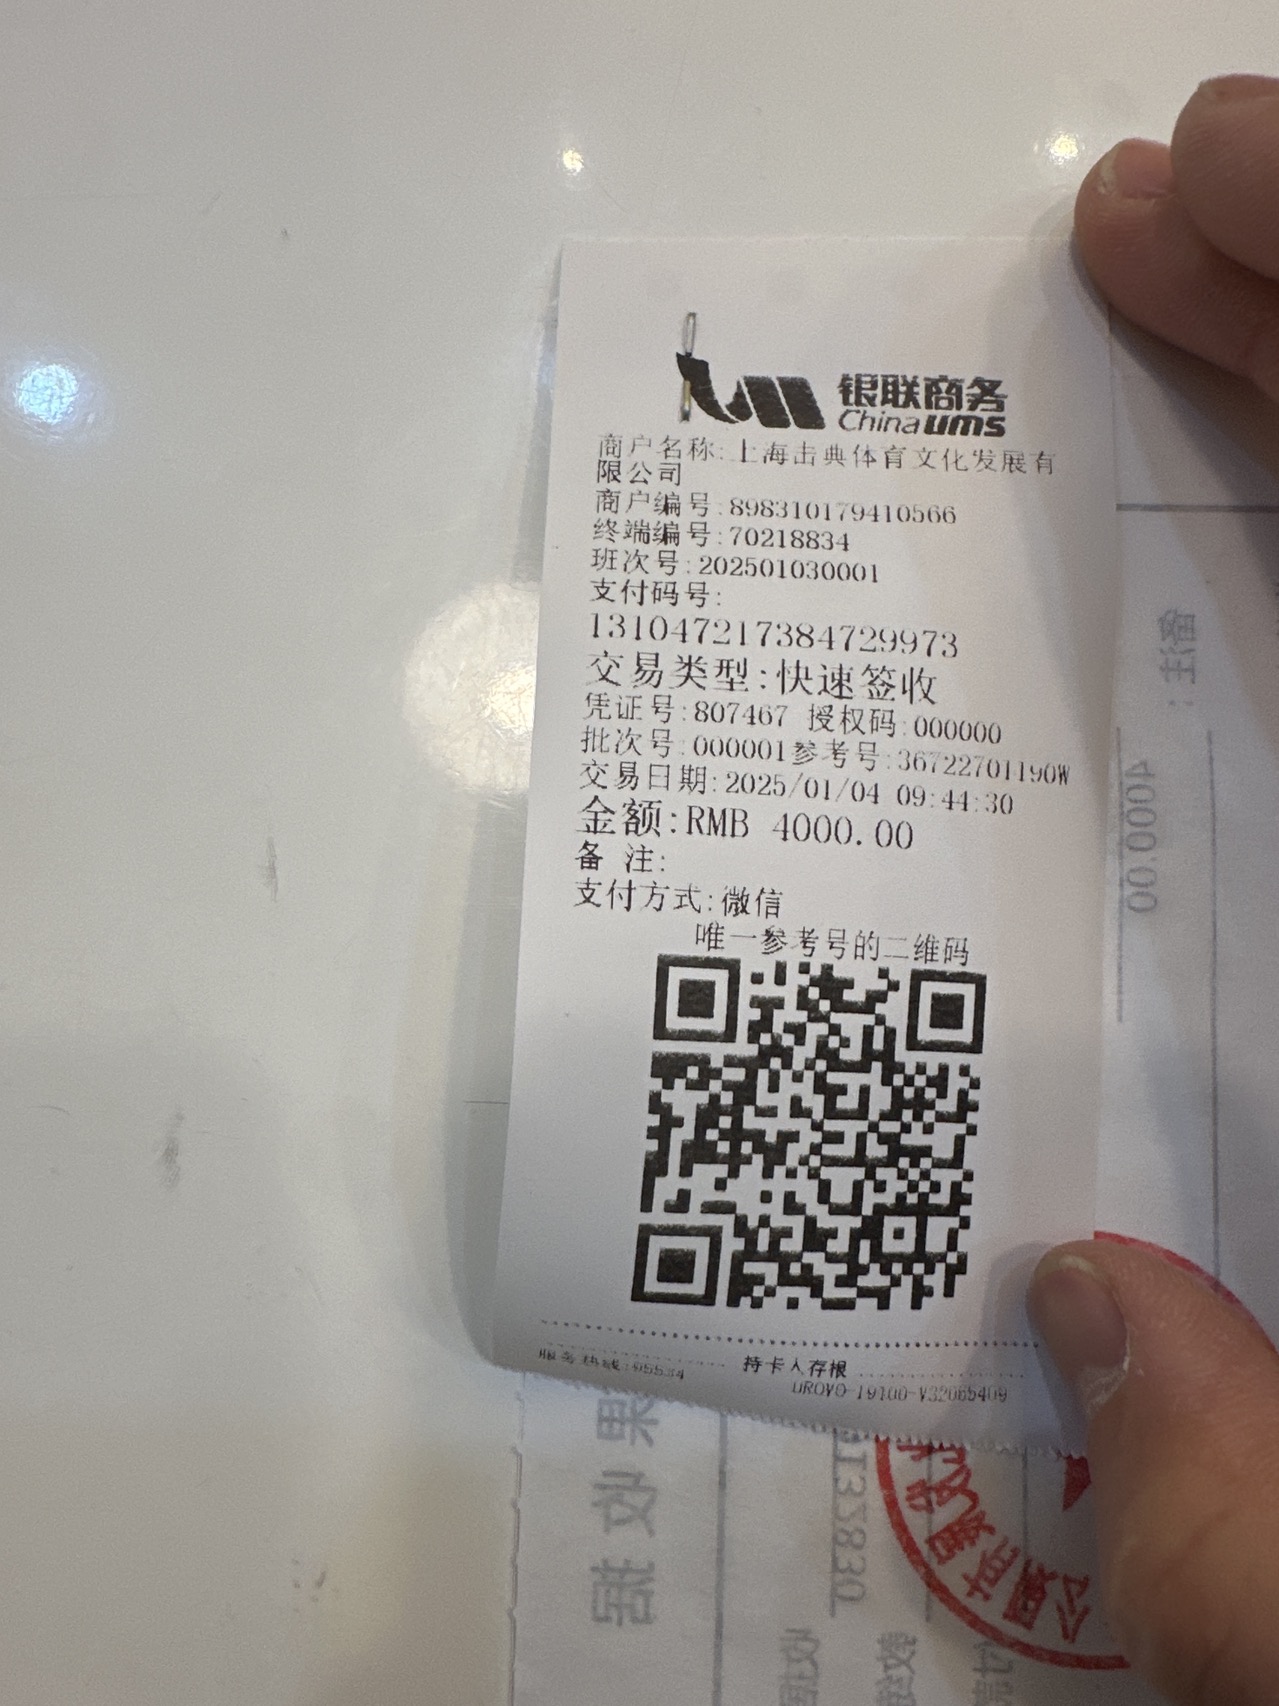 银联商务
China ums
商户名称:上海击典体育文化发展有
限公司
商户编号:898310179410566
终端编号:70218834
班次号:202501030001
支付码号:
131047217384729973
交易类型:快速签收
凭证号:807467 授权码:000000
批次号:000001参考号:36722701190W
交易日期:2025/01/04 09:44:30
金额:RMB 4000.00
备 注:
支付方式:微信
唯一参考号的二维码
持卡人存根
服务热线:95534
UROVO-I9100-V32065409
4000.00